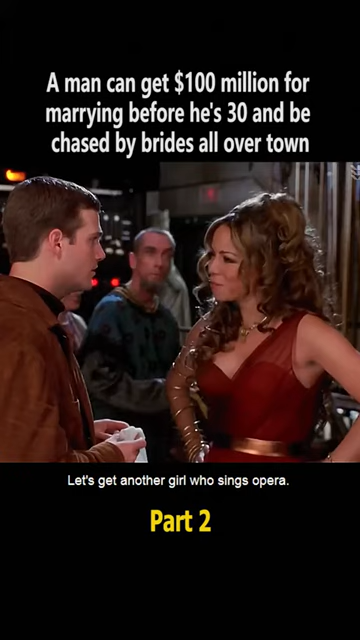 A man can get $100 million for
marrying before he's 30 and be
chased by brides all over town
Let's get another girl who sings opera.
Part 2